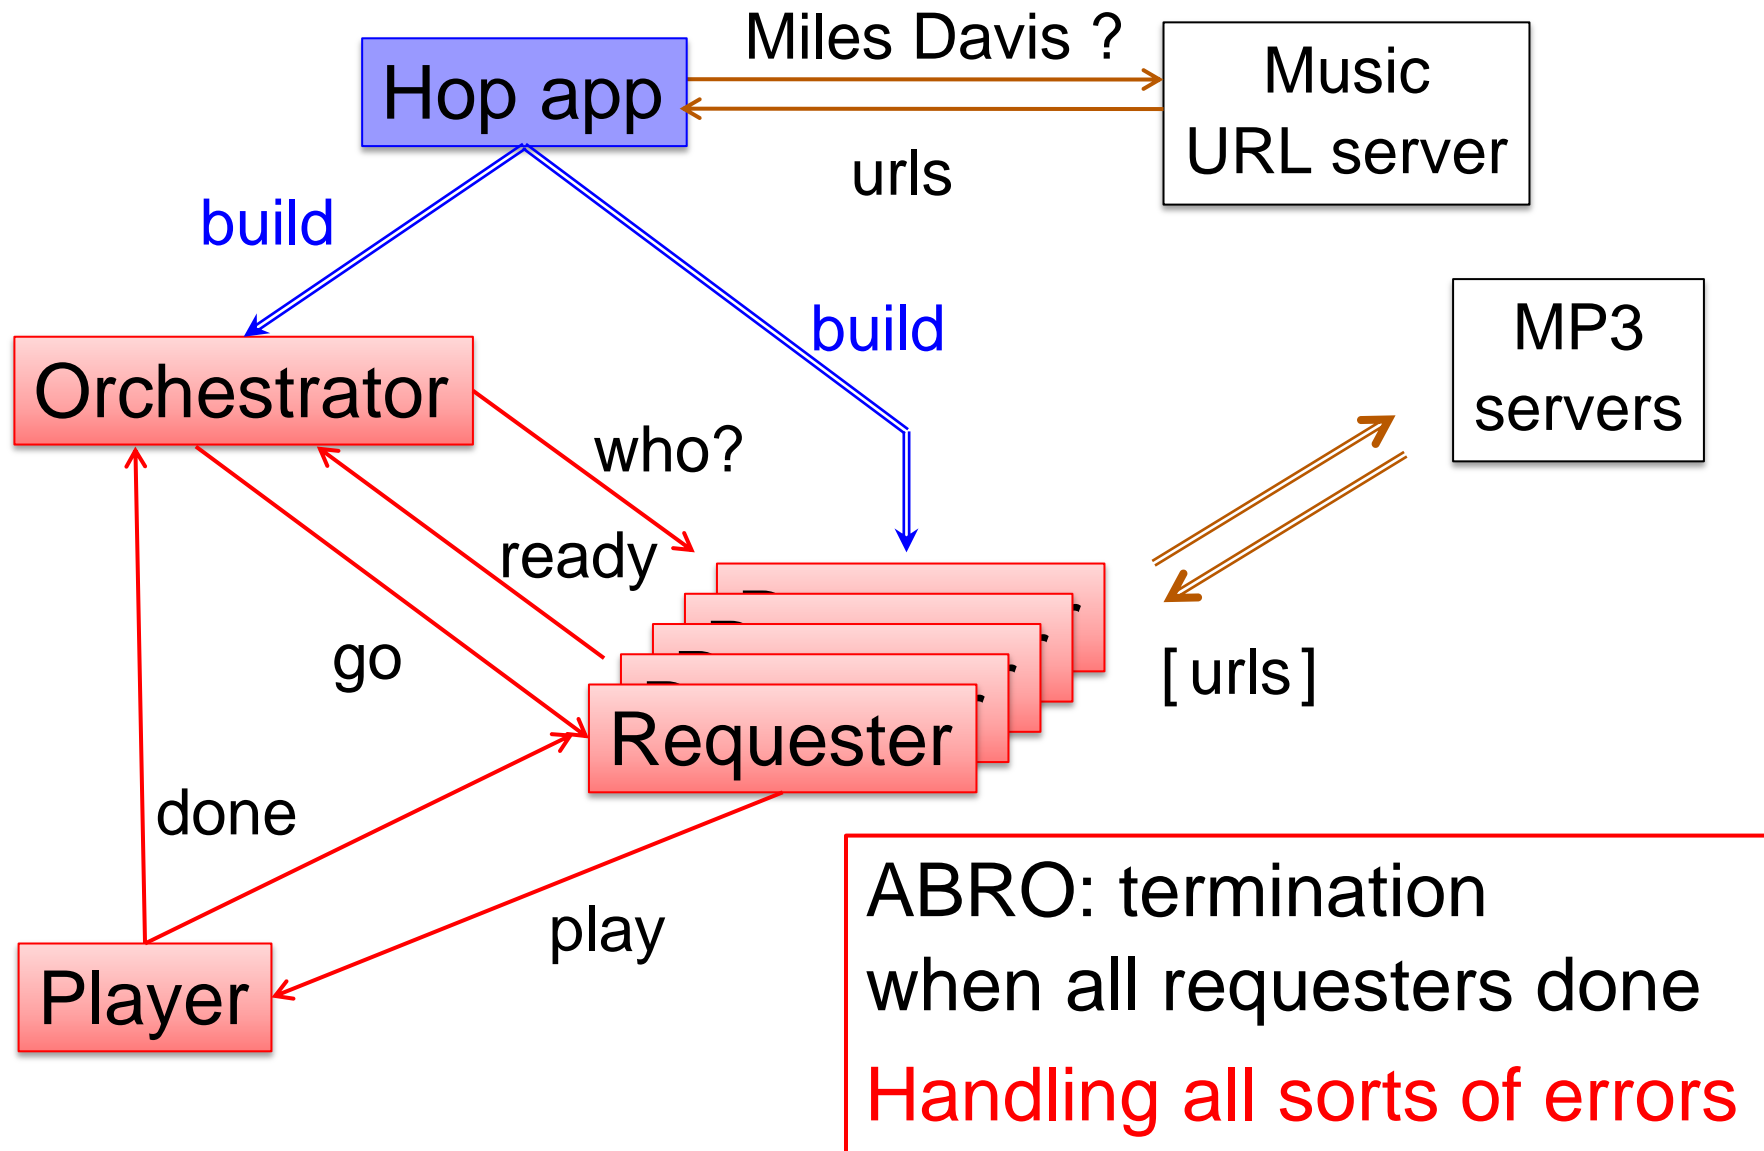 Miles Davis ?
Hop app
Music
URL server
urls
build
build
MP3
servers
Orchestrator
who?
ready
go
[ urls ]
Requester
done
play
Player
ABRO: termination
when all requesters done
Handling all sorts of errors